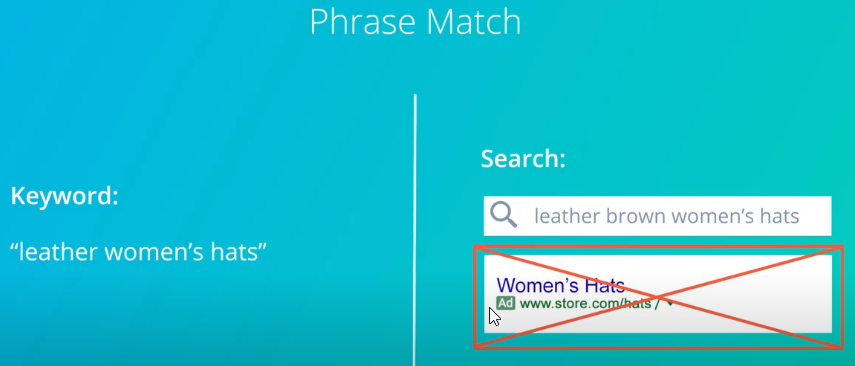 Phrase Match
Keyword:
“leather women’s hats”
Search:
leather brown women’s hats
Women’s Hats
Ad www.store.com/hats /